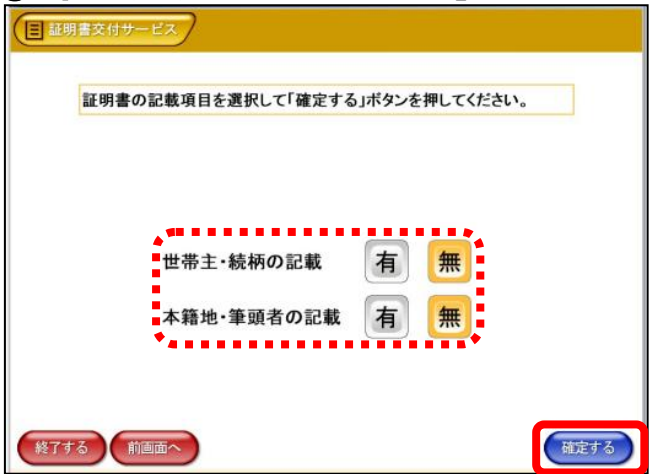 証明書交付サービス
証明書の記載項目を選択して「確定する」ボタンを押してください。
世帯主・続柄の記載 有 無
本籍地・筆頭者の記載 有 無
終了する 前画面へ 確定する